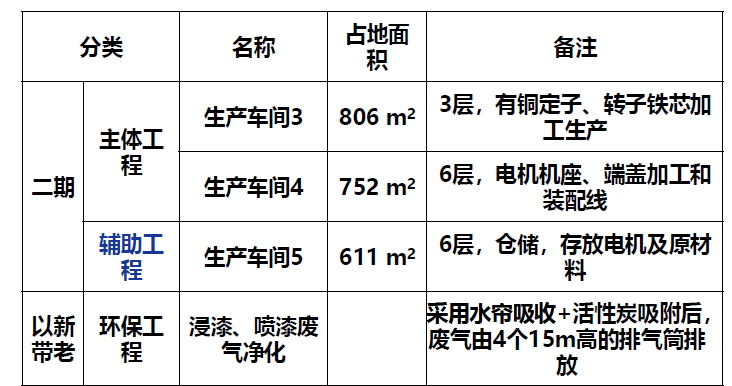 分类
名称
占地面
积
备注
二期
主体工
程
生产车间3
806 m²
3层，有铜定子、转子铁芯加
工生产
生产车间4
752 m²
6层，电机机座、端盖加工和
装配线
辅助工
程
生产车间5
611 m²
6层，仓储，存放电机及原材
料
以新
带老
环保工
程
浸漆、喷漆废
气净化
采用水帘吸收+活性炭吸附后，
废气由4个15m高的排气筒排
放